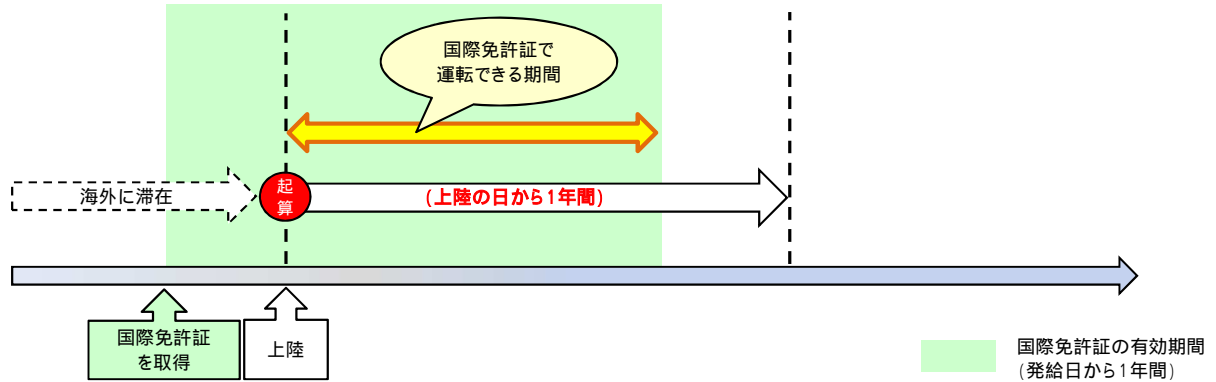 国際免許証で
運転できる期間
海外に滞在
起
算
(上陸の日から1年間)
国際免許証
を取得
上陸
国際免許証の有効期間
(発給日から1年間)